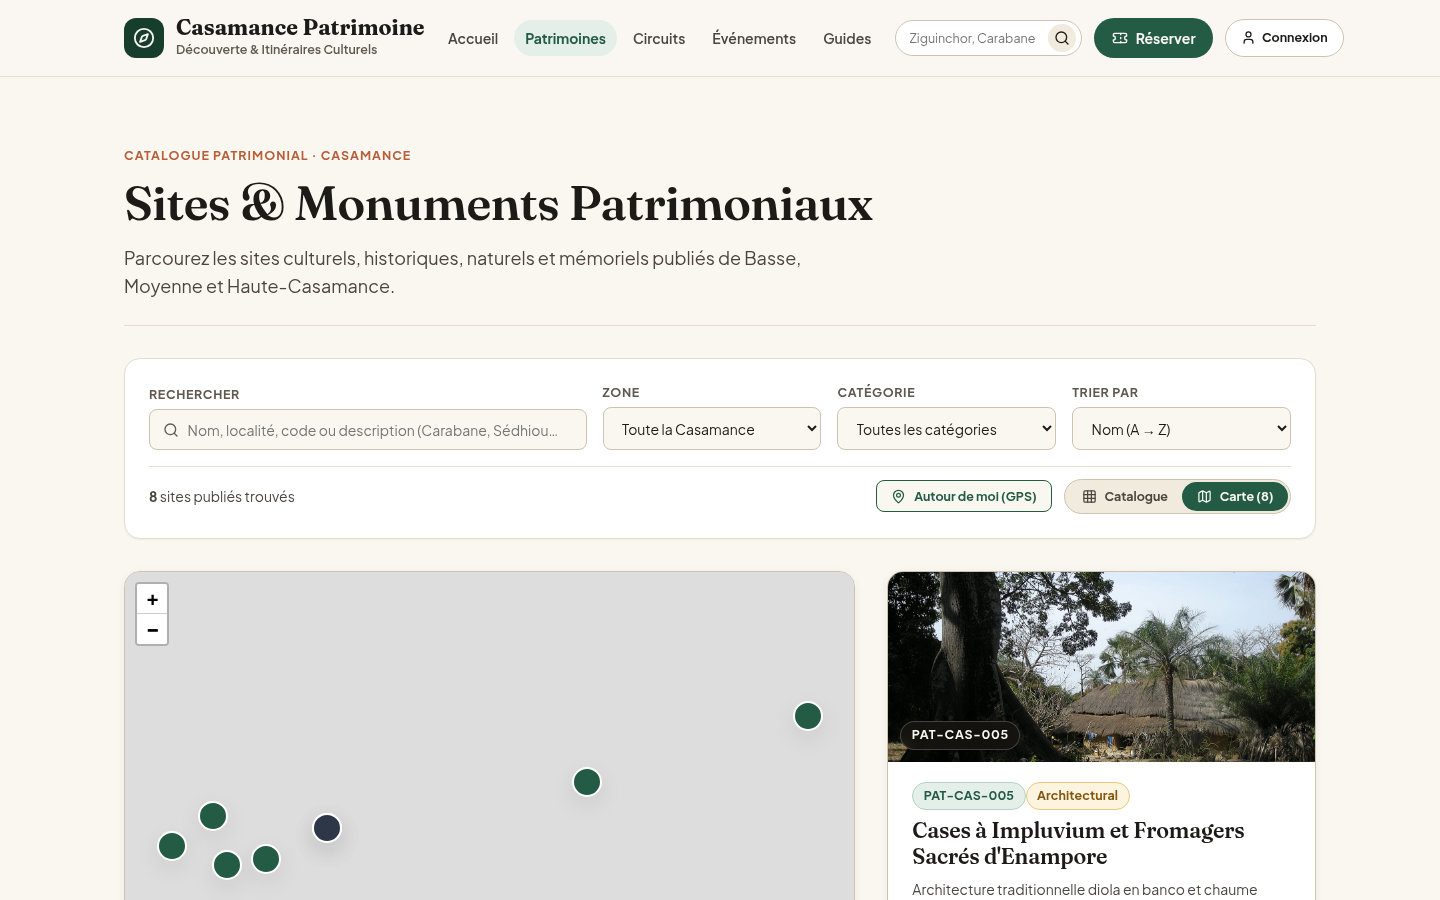 Casamance Patrimoine
Découverte & Itinéraires Culturels
Accueil
Patrimoines
Circuits
Événements
Guides
Ziguinchor, Carabane
Réserver
Connexion
CATALOGUE PATRIMONIAL · CASAMANCE
Sites & Monuments Patrimoniaux
Parcourez les sites culturels, historiques, naturels et mémoriels publiés de Basse,
Moyenne et Haute-Casamance.
RECHERCHER
Nom, localité, code ou description (Carabane, Sédhiou...
ZONE
Toute la Casamance
CATÉGORIE
Toutes les catégories
TRIER PAR
Nom (A → Z)
8 sites publiés trouvés
Autour de moi (GPS)
Catalogue
Carte (8)
+
−
PAT-CAS-005
PAT-CAS-005
Architectural
Cases à Impluvium et Fromagers
Sacrés d'Enampore
Architecture traditionnelle diola en banco et chaume